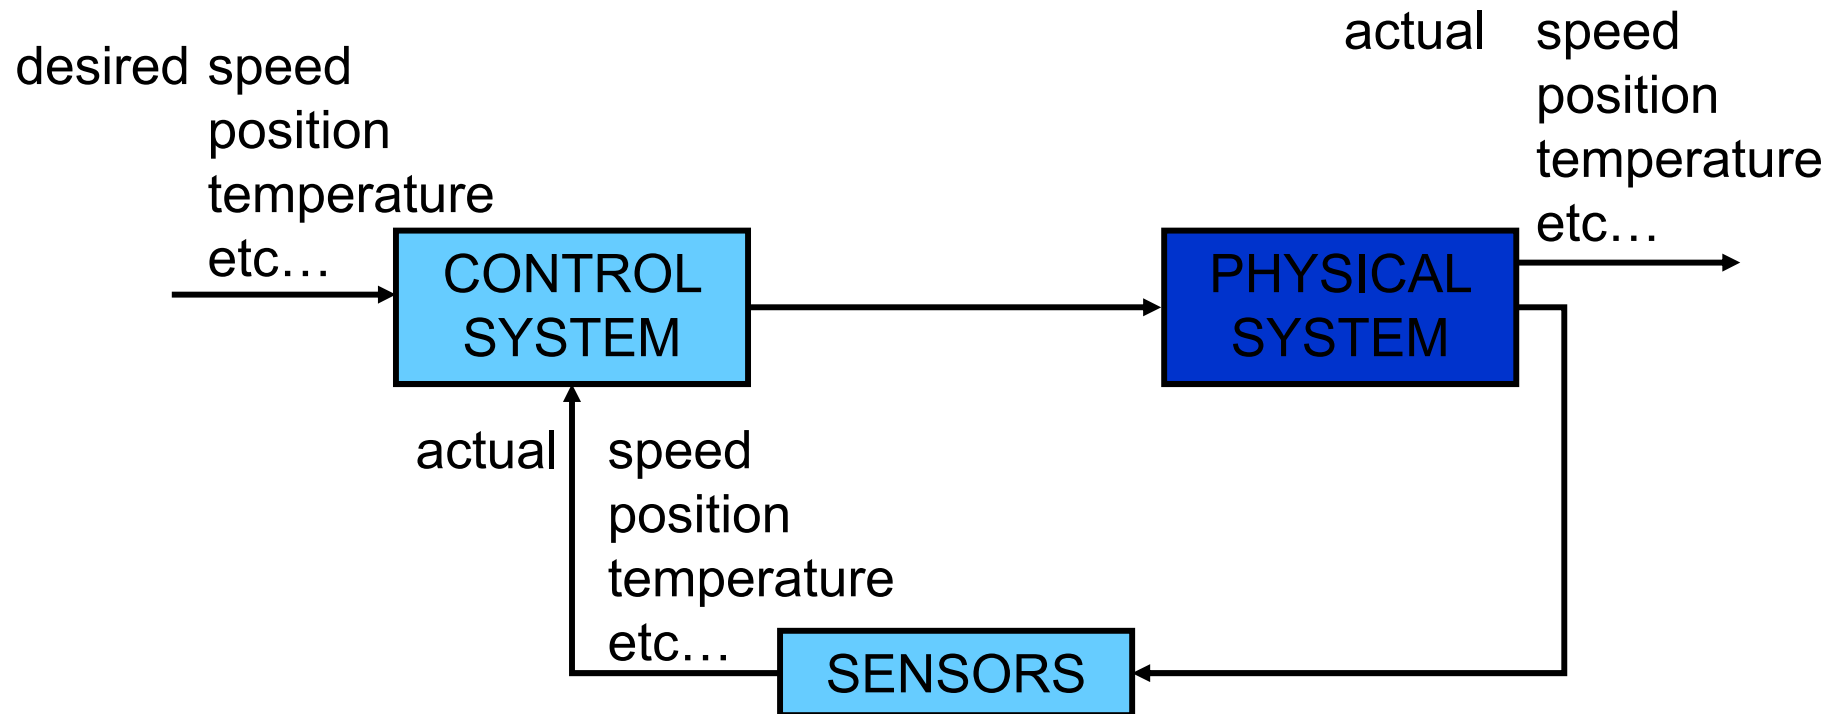 desired speed
position
temperature
etc…
actual speed
position
temperature
etc…
CONTROL
SYSTEM
PHYSICAL
SYSTEM
actual speed
position
temperature
etc…
SENSORS